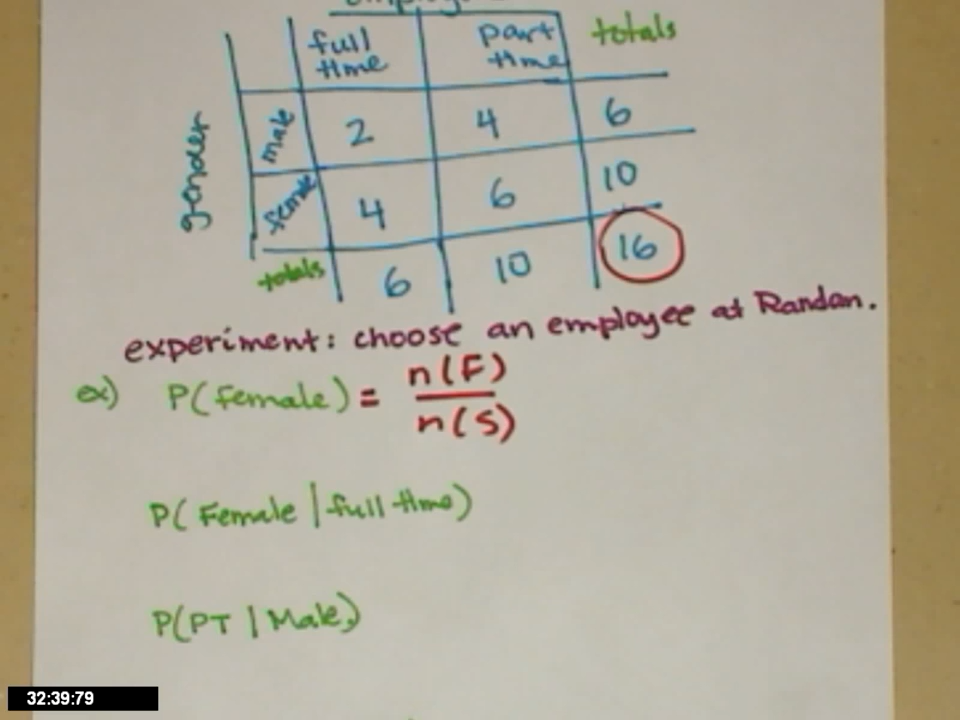 full time part time totals
male 2 4 6
gender
female 4 6 10
totals 6 10 16
experiment: choose an employee at Randan.
ex) P(female) = n(F) / n(S)
P(Female | full time)
P(PT | Male)
32:39:79